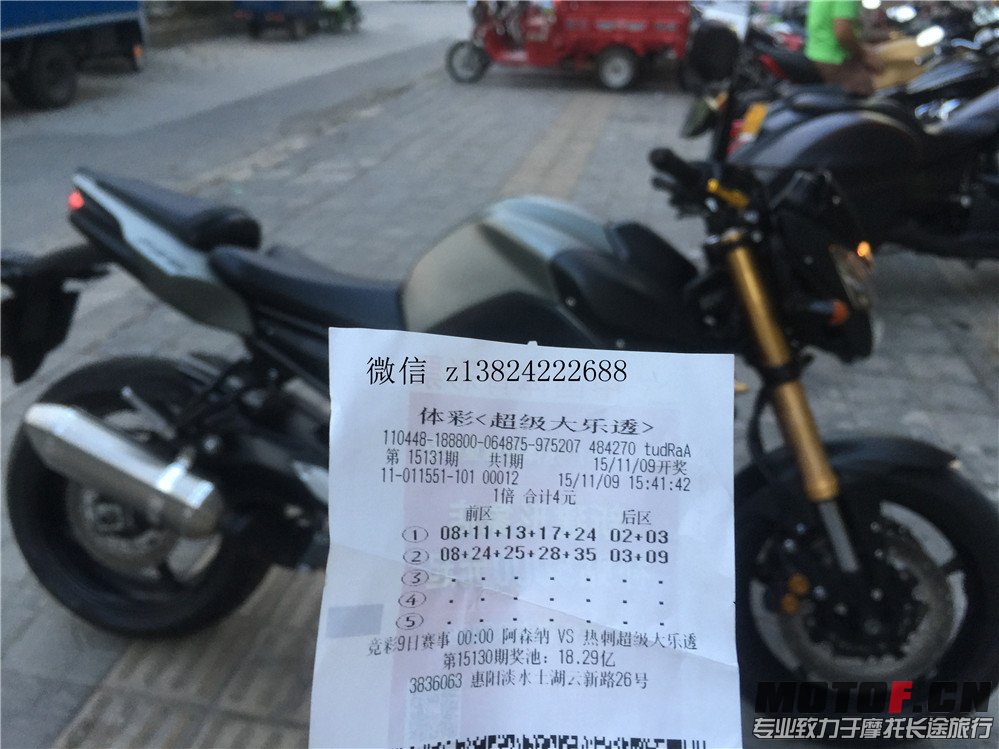 微信 z13824222688
体彩<超级大乐透>
110448-188800-064875-975207 484270 tudRaA
第 15131期 共1期 15/11/09开奖
11-011551-101 00012 15/11/09 15:41:42
1倍 合计4元
前区 后区
① 08+11+13+17+24 02+03
② 08+24+25+28+35 03+09
③ - - - - - - -
④ - - - - - - -
⑤ - - - - - - -
竞彩9日赛事 00:00 阿森纳 VS 热刺超级大乐透
第15130期奖池：18.29亿
3836063 惠阳淡水土湖云新路26号
MOTOF.CN
专业致力于摩托长途旅行